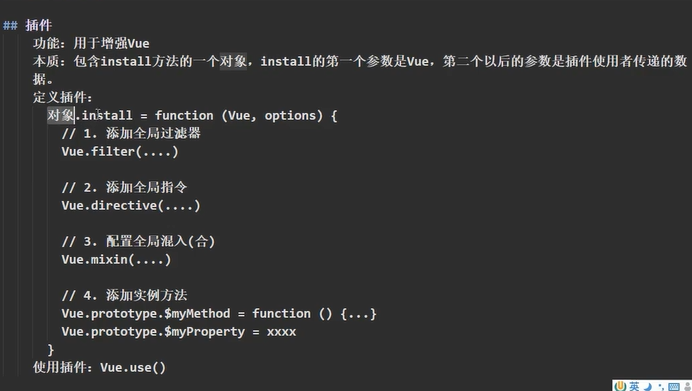 ## 插件
功能：用于增强Vue
本质：包含install方法的一个对象，install的第一个参数是Vue，第二个以后的参数是插件使用者传递的数
据。
定义插件：
对象.install = function (Vue, options) {
// 1. 添加全局过滤器
Vue.filter(....)
// 2. 添加全局指令
Vue.directive(....)
// 3. 配置全局混入(合)
Vue.mixin(....)
// 4. 添加实例方法
Vue.prototype.$myMethod = function () {...}
Vue.prototype.$myProperty = xxxx
}
使用插件：Vue.use()
英